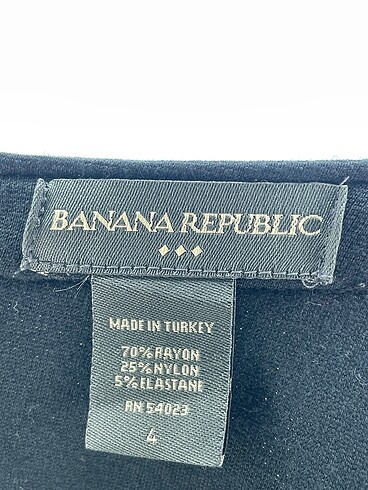 BANANA REPUBLIC
MADE IN TURKEY
70% RAYON
25% NYLON
5% ELASTANE
RN 54023
4